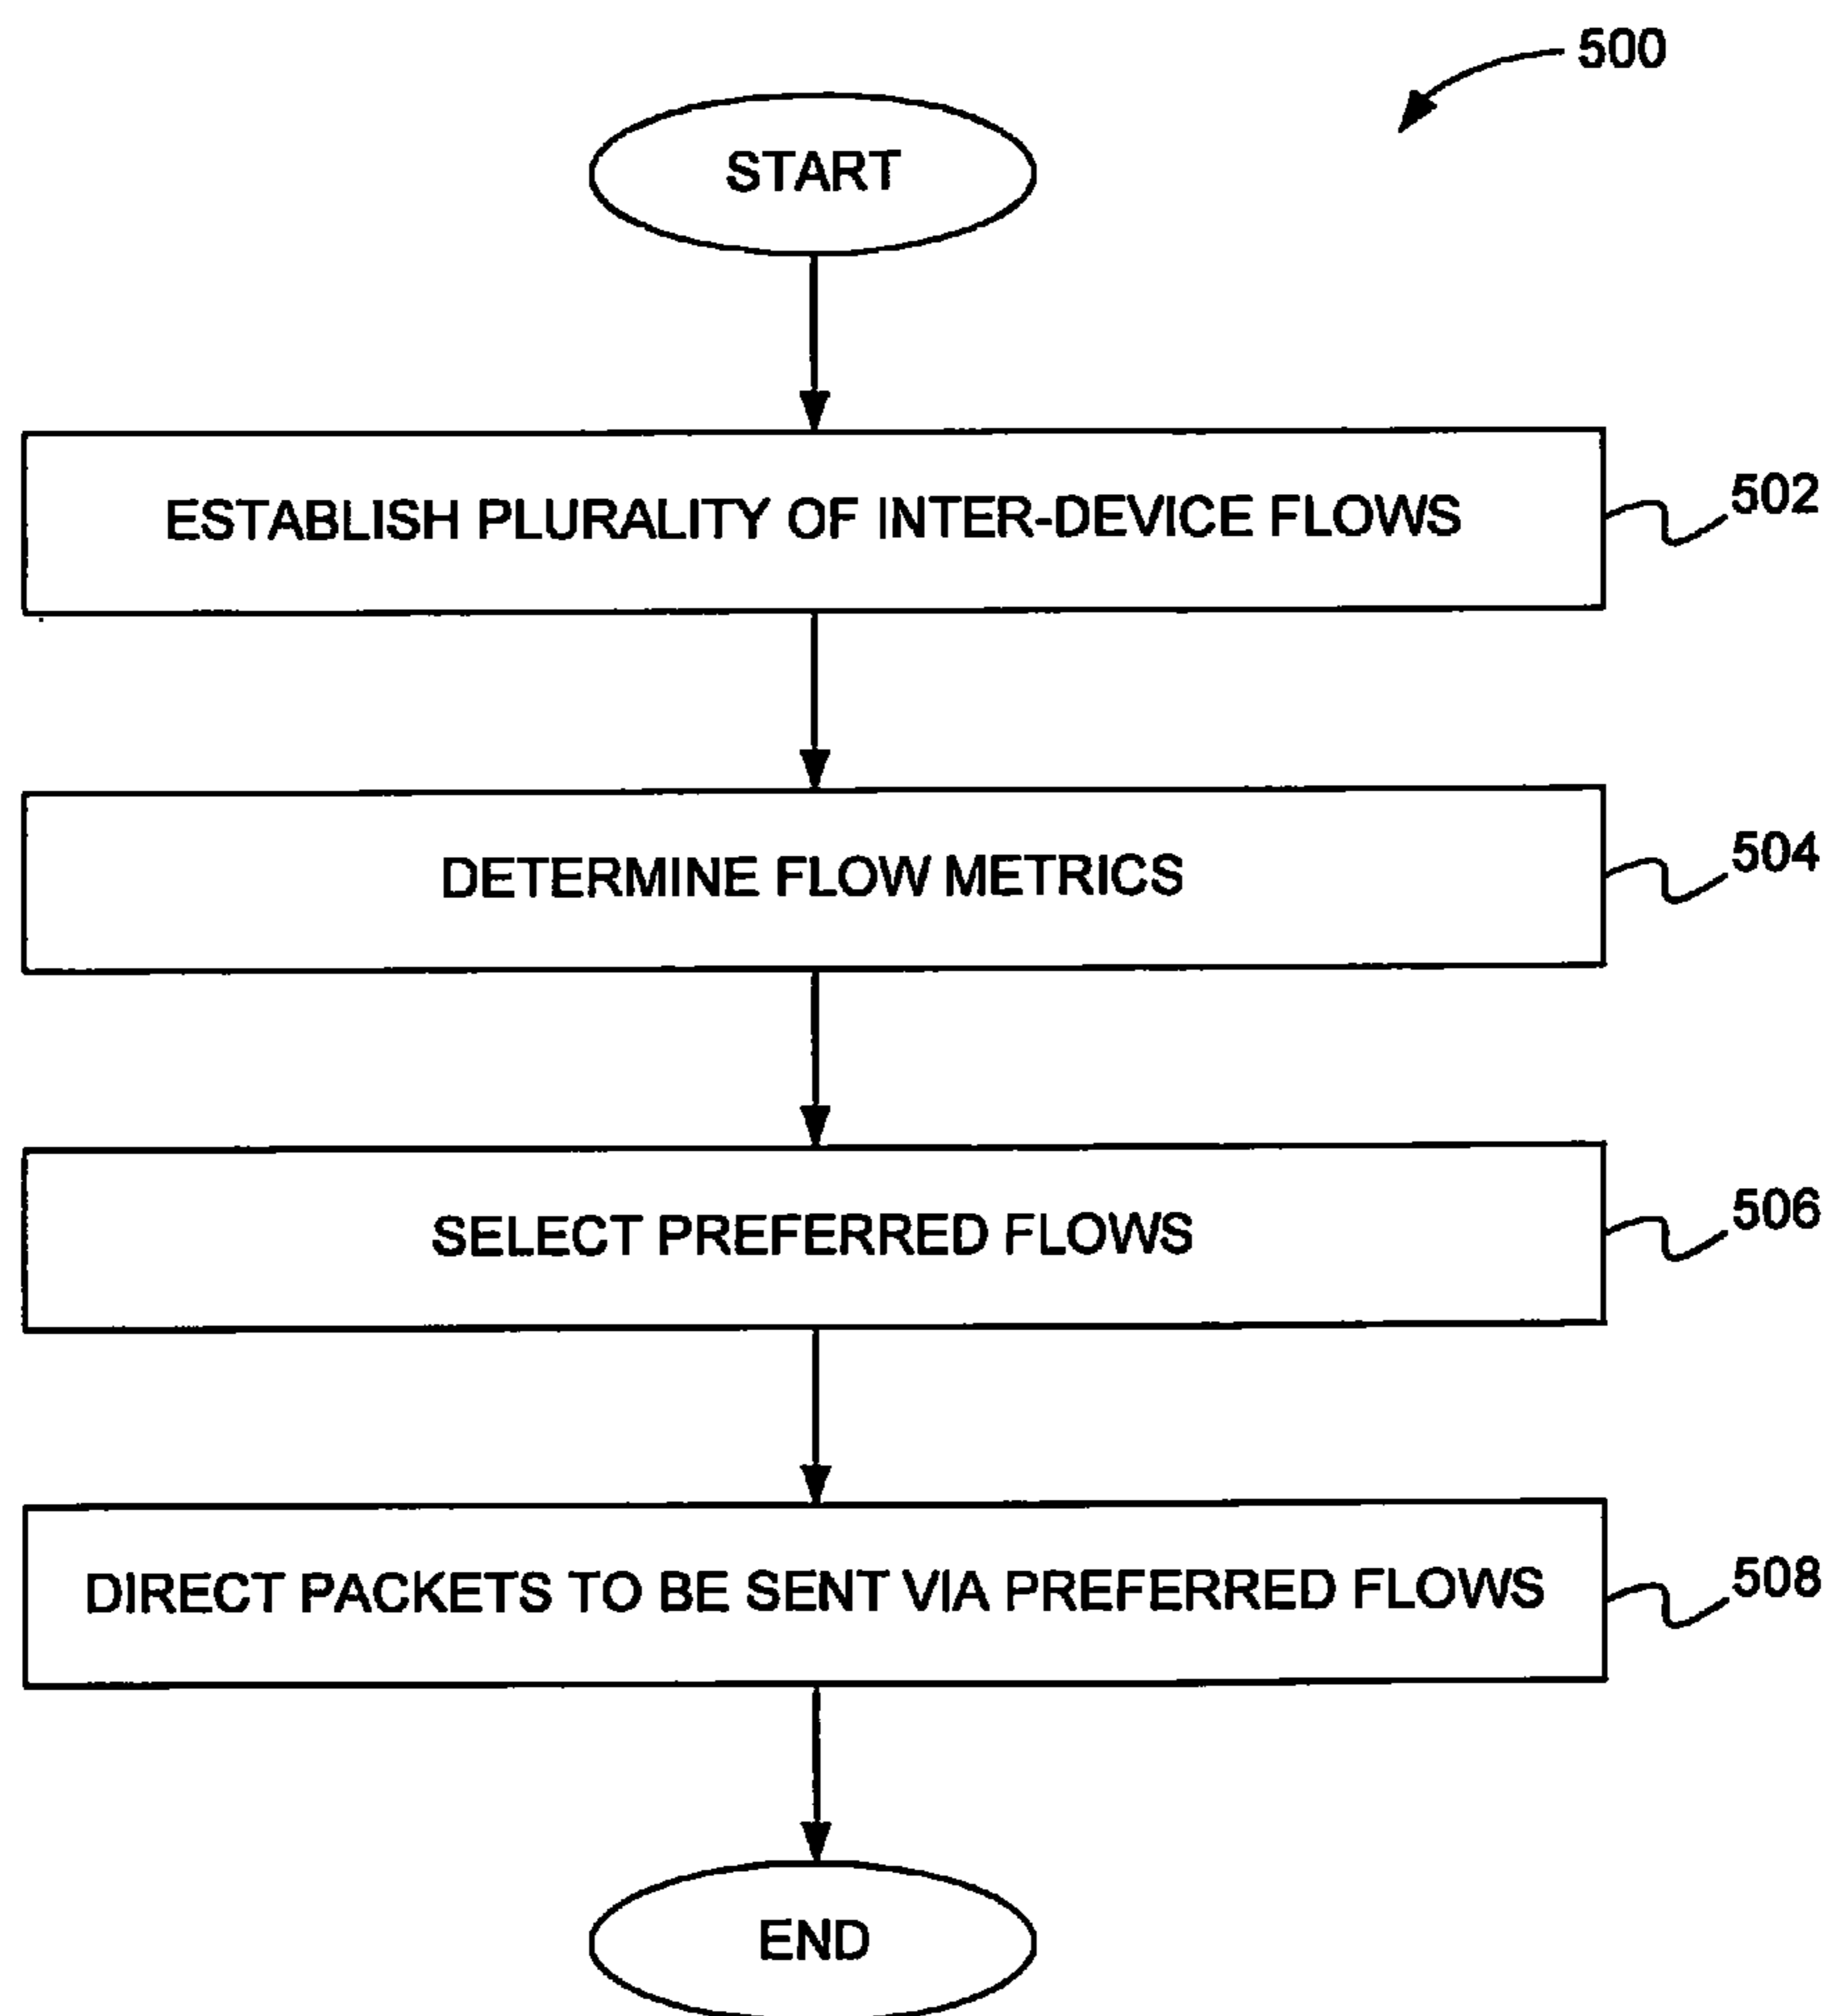 500
START
ESTABLISH PLURALITY OF INTER-DEVICE FLOWS
502
DETERMINE FLOW METRICS
504
SELECT PREFERRED FLOWS
506
DIRECT PACKETS TO BE SENT VIA PREFERRED FLOWS
508
END